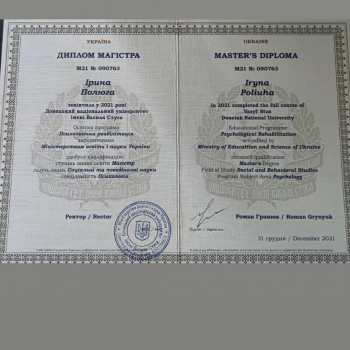 УКРАЇНА
ДИПЛОМ МАГІСТРА
М21 № 090763
Ірина
Полюга
закінчила у 2021 році
Донецький національний університет
імені Василя Стуса
Освітня програма
Психологічна реабілітація
акредитована
Міністерством освіти і науки України
здобула кваліфікацію:
ступінь вищої освіти Магістр
галузь знань Соціальні та поведінкові науки
спеціальність Психологія
Ректор / Rector
UKRAINE
MASTER'S DIPLOMA
M21 № 090763
Iryna
Poliuha
in 2021 completed the full course of
Vasyl' Stus
Donetsk National University
Educational Programme
Psychological Rehabilitation
accredited by
Ministry of Education and Science of Ukraine
obtained qualification:
Master's Degree
Field of Study Social and Behavioral Studies
Program Subject Area Psychology
Роман Гринюк / Roman Grynyuk
Підпис / Signature
31 грудня / December 2021